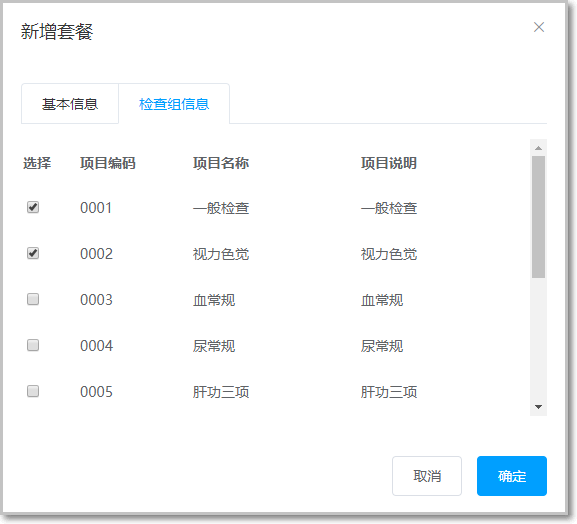 新增套餐
基本信息 检查组信息
选择 项目编码 项目名称 项目说明
0001 一般检查 一般检查
0002 视力色觉 视力色觉
0003 血常规 血常规
0004 尿常规 尿常规
0005 肝功三项 肝功三项
取消 确定